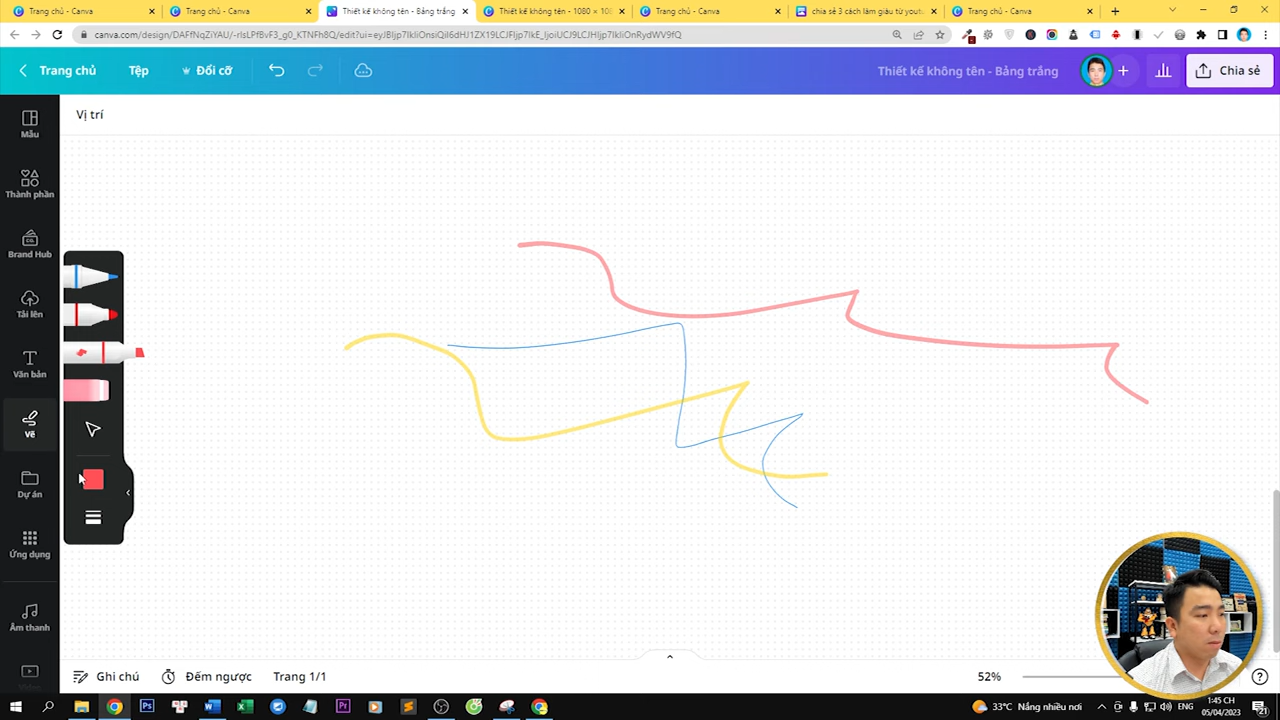 Trang chủ - Canva
Trang chủ - Canva
Thiết kế không tên - Bảng trắng
Thiết kế không tên - 1080 × 10
Trang chủ - Canva
chia sẻ 3 cách làm giàu từ yout
Trang chủ - Canva
Trang chủ
Tệp
Đổi cỡ
Thiết kế không tên - Bảng trắng
Chia sẻ
Vị trí
Mẫu
Thành phần
Brand Hub
Tải lên
Văn bản
Vẽ
Dự án
Ứng dụng
Âm thanh
Ghi chú
Đếm ngược
Trang 1/1
52%
33°C Nắng nhiều nơi
ENG
1:45 CH
05/04/2023